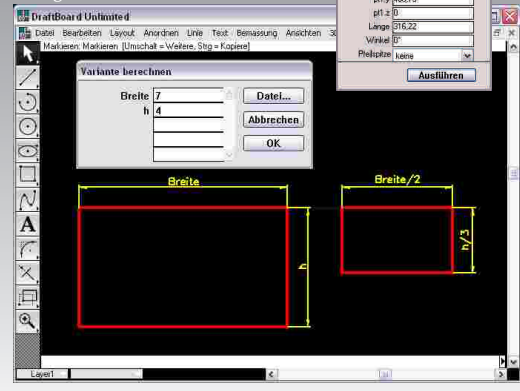 DraftBoard Unlimited
Datei Bearbeiten Layout Anordnen Linie Text Bemassung Ansichten
Markieren: Markieren [Umschalt = Weitere, Strg = Kopiere]
pt1.z 0
Länge 316,22
Winkel 0°
Pfeilspitze keine
Ausführen
Variante berechnen
Breite 7
h 4
Datei...
Abbrechen
OK
Breite
Breite/2
h
h/3
A
Layer1